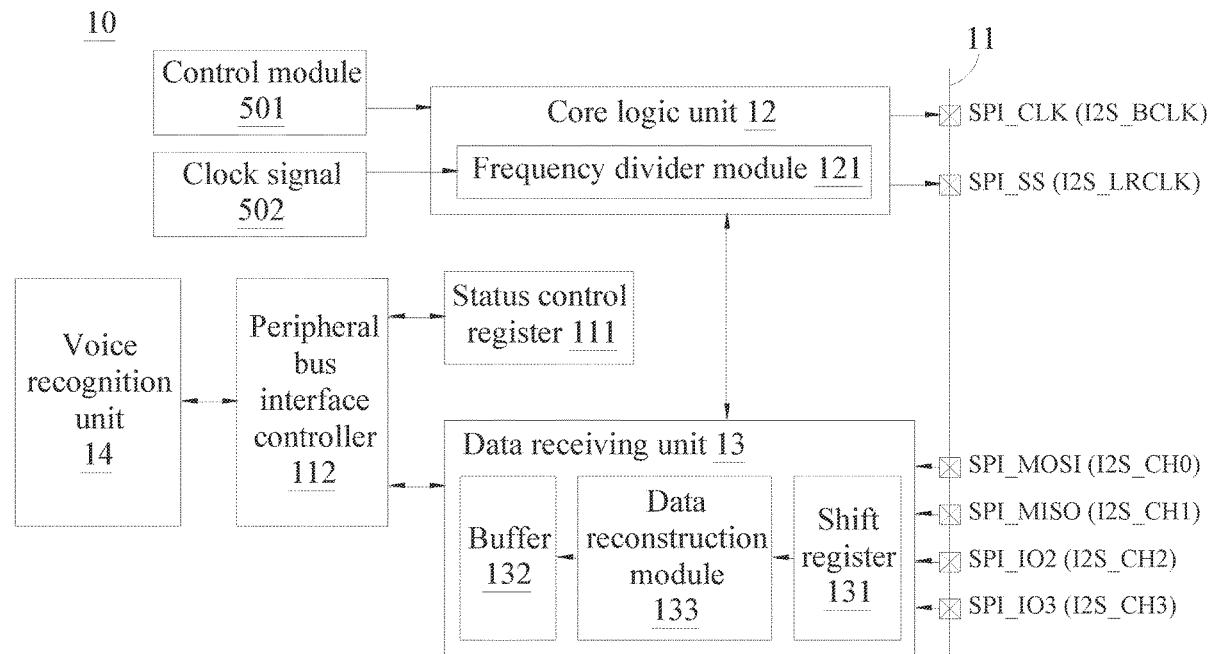 10
11
Control module
501
Core logic unit 12
SPI_CLK (I2S_BCLK)
Clock signal
502
Frequency divider module 121
SPI_SS (I2S_LRCLK)
Voice
recognition
unit
14
Peripheral
bus
interface
controller
112
Status control
register 111
Data receiving unit 13
Buffer
132
Data
reconstruction
module
133
Shift
register
131
SPI_MOSI (I2S_CH0)
SPI_MISO (I2S_CH1)
SPI_IO2 (I2S_CH2)
SPI_IO3 (I2S_CH3)